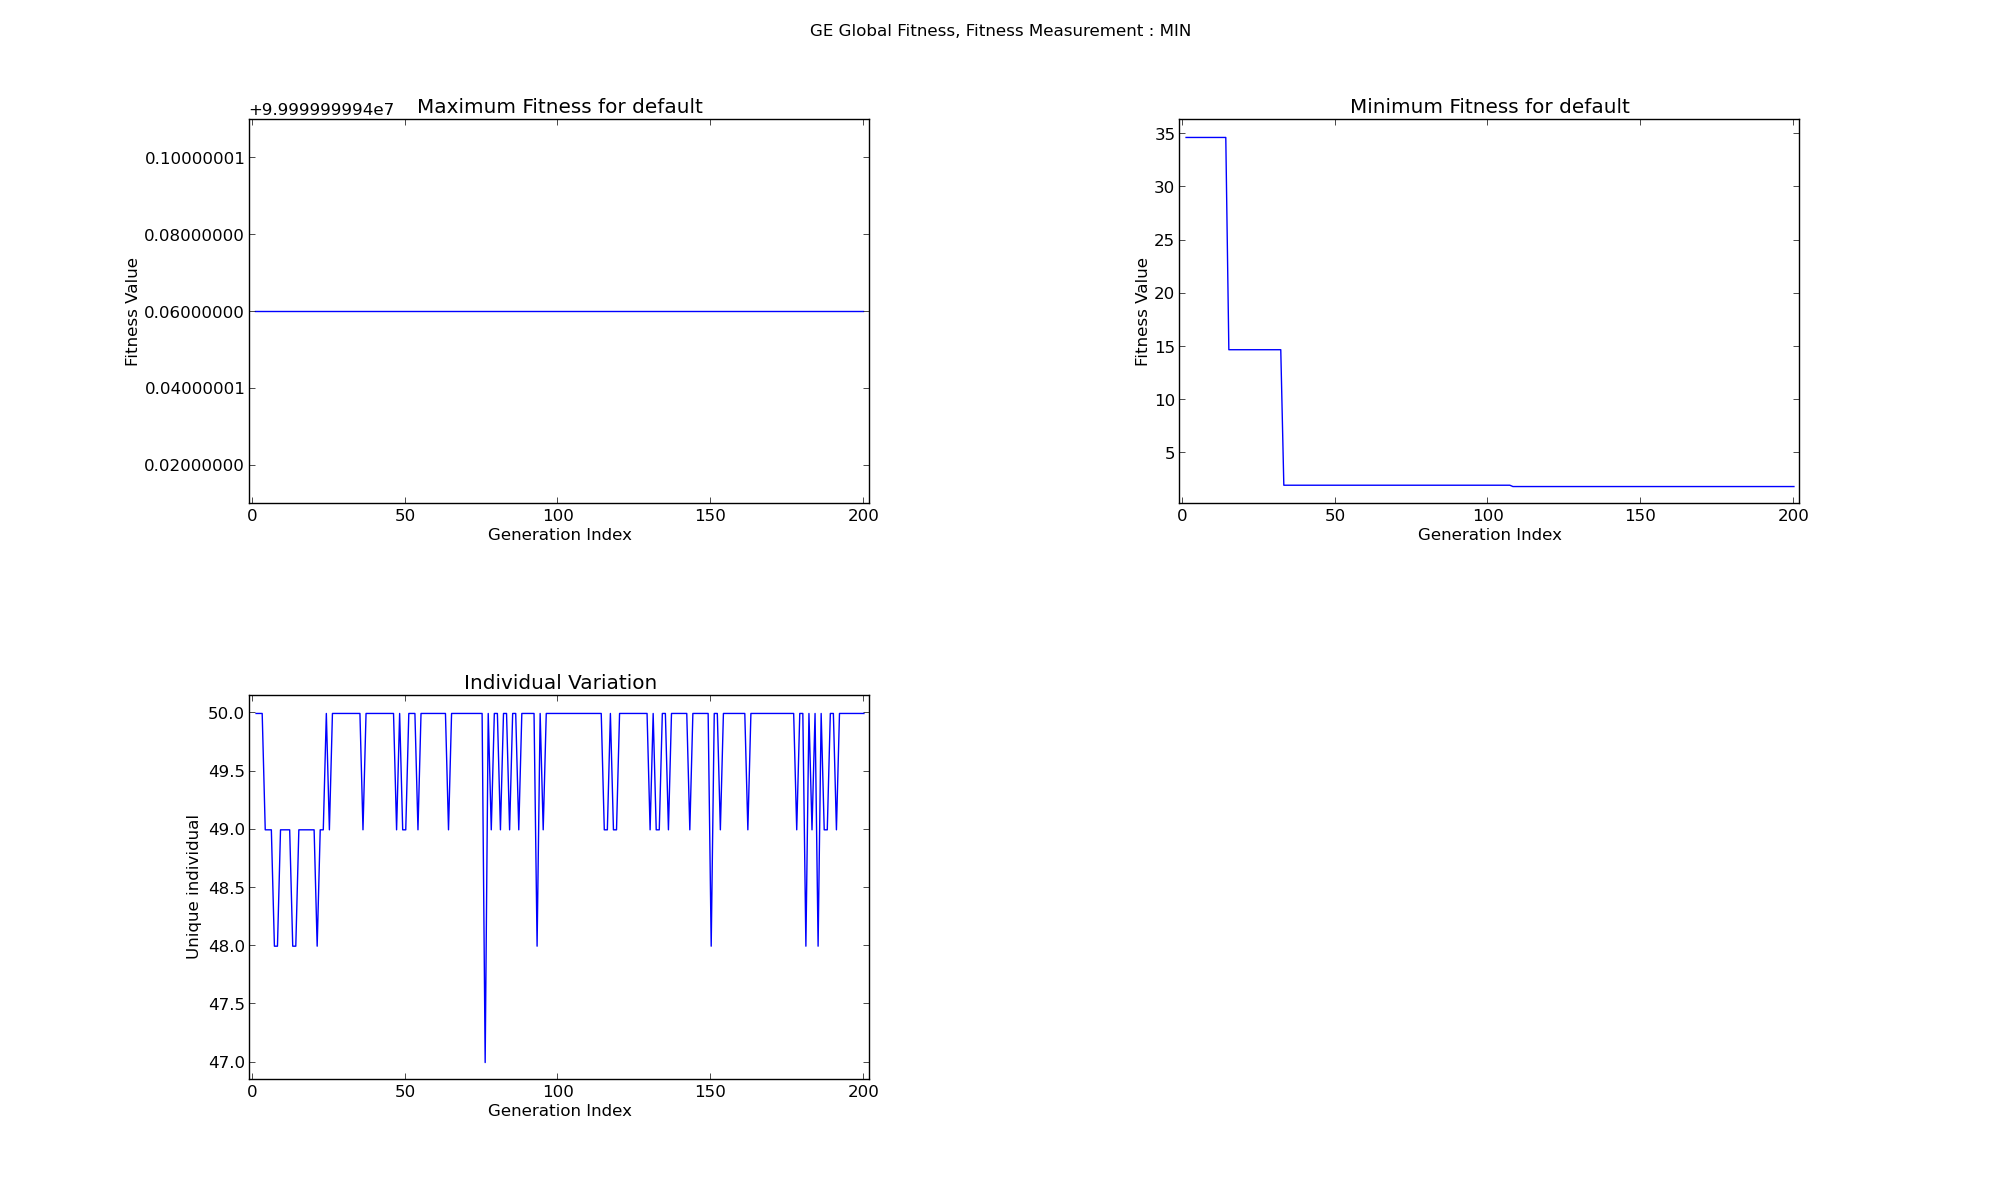 GE Global Fitness, Fitness Measurement : MIN
+9.999999994e7
Maximum Fitness for default
0.10000001
0.08000000
0.06000000
0.04000001
0.02000000
Fitness Value
0 50 100 150 200
Generation Index
Minimum Fitness for default
35
30
25
20
15
10
5
Fitness Value
0 50 100 150 200
Generation Index
Individual Variation
50.0
49.5
49.0
48.5
48.0
47.5
47.0
Unique individual
0 50 100 150 200
Generation Index